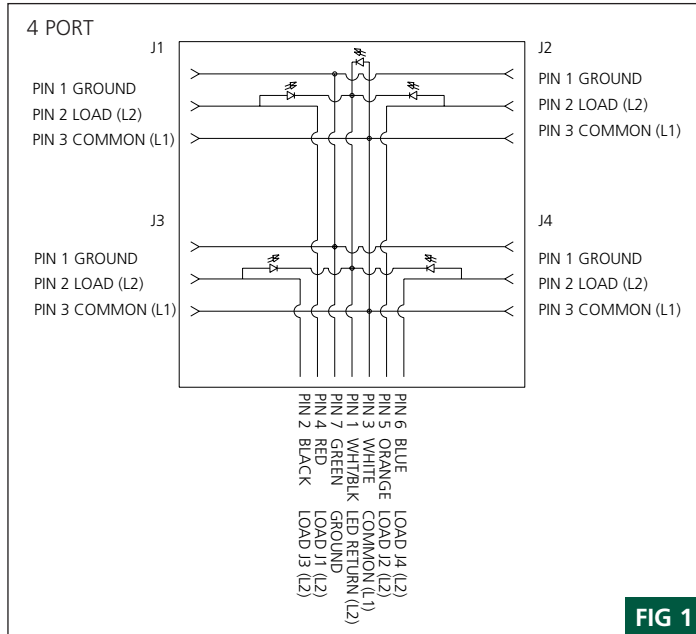 4 PORT
J1
J2
PIN 1 GROUND
PIN 2 LOAD (L2)
PIN 3 COMMON (L1)
PIN 1 GROUND
PIN 2 LOAD (L2)
PIN 3 COMMON (L1)
J3
J4
PIN 1 GROUND
PIN 2 LOAD (L2)
PIN 3 COMMON (L1)
PIN 1 GROUND
PIN 2 LOAD (L2)
PIN 3 COMMON (L1)
PIN 6 BLUE LOAD J4 (L2)
PIN 5 ORANGE LOAD J2 (L2)
PIN 3 WHITE COMMON (L1)
PIN 1 WHT/BLK LED RETURN (L2)
PIN 7 GREEN GROUND
PIN 4 RED LOAD J1 (L2)
PIN 2 BLACK LOAD J3 (L2)
FIG 1